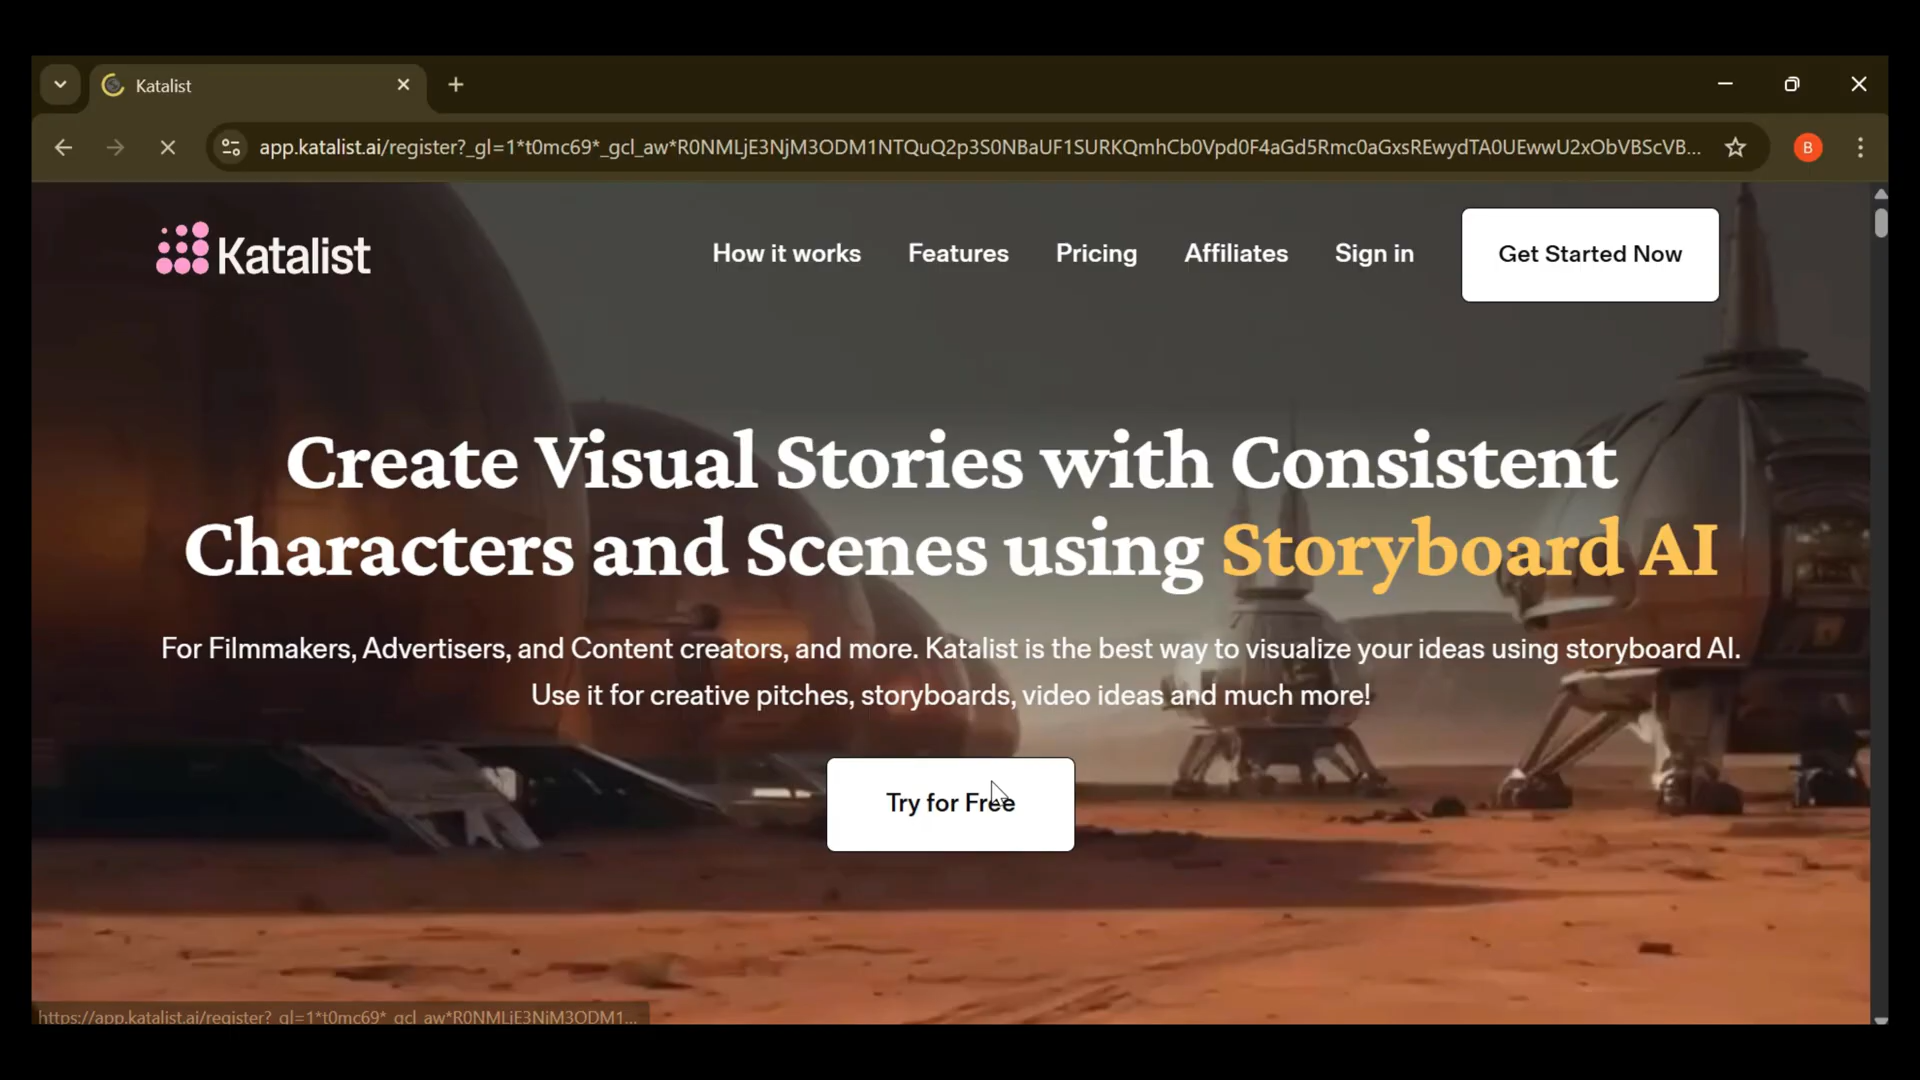 Katalist
app.katalist.ai/register?_gl=1*t0mc69*_gcl_aw*R0NMLjE3NjM3ODM1NTQuQ2p3S0NBaUF1SURKQmhCb0Vpd0F4aGd5Rmc0aGxsREwydTA0UEwwU2xObVBScVB...
B
Katalist
How it works
Features
Pricing
Affiliates
Sign in
Get Started Now
Create Visual Stories with Consistent
Characters and Scenes using Storyboard AI
For Filmmakers, Advertisers, and Content creators, and more. Katalist is the best way to visualize your ideas using storyboard AI.
Use it for creative pitches, storyboards, video ideas and much more!
Try for Free
https://app.katalist.ai/register?_gl=1*t0mc69*_gcl_aw*R0NMLjE3NjM3ODM1...